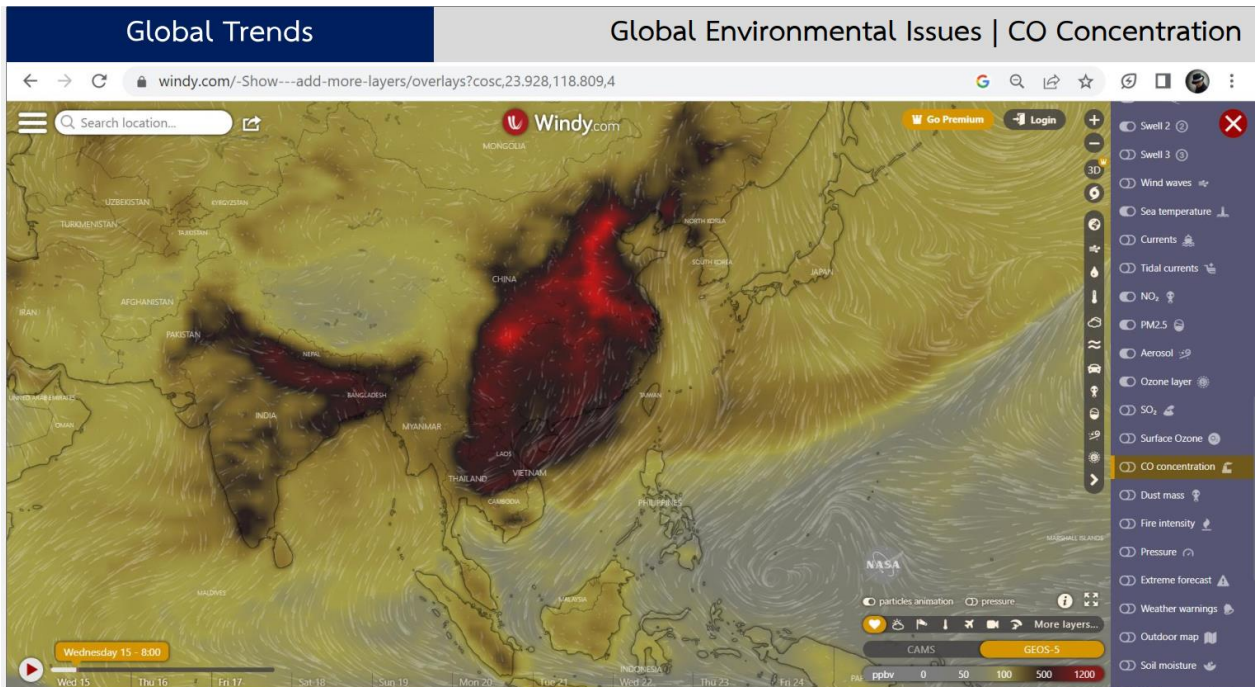 Global Trends
Global Environmental Issues | CO Concentration
windy.com/-Show---add-more-layers/overlays?cosc,23.928,118.809,4
Search location...
Windy.com
Go Premium
Login
3D
MONGOLIA
UZBEKISTAN
KYRGYZSTAN
TURKMENISTAN
TAJIKISTAN
NORTH KOREA
SOUTH KOREA
JAPAN
CHINA
AFGHANISTAN
IRAN
PAKISTAN
NEPAL
UNITED ARAB EMIRATES
BANGLADESH
TAIWAN
INDIA
OMAN
MYANMAR
LAOS
THAILAND
VIETNAM
CAMBODIA
PHILIPPINES
MARSHALL ISLANDS
MALDIVES
MALAYSIA
INDONESIA
NASA
particles animation
pressure
More layers...
CAMS
GEOS-5
ppbv 0 50 100 500 1200
Wednesday 15 - 8:00
Wed 15 Thu 16 Fri 17 Sat 18 Sun 19 Mon 20 Tue 21 Wed 22 Thu 23 Fri 24
Swell 2
Swell 3
Wind waves
Sea temperature
Currents
Tidal currents
NO₂
PM2.5
Aerosol
Ozone layer
SO₂
Surface Ozone
CO concentration
Dust mass
Fire intensity
Pressure
Extreme forecast
Weather warnings
Outdoor map
Soil moisture